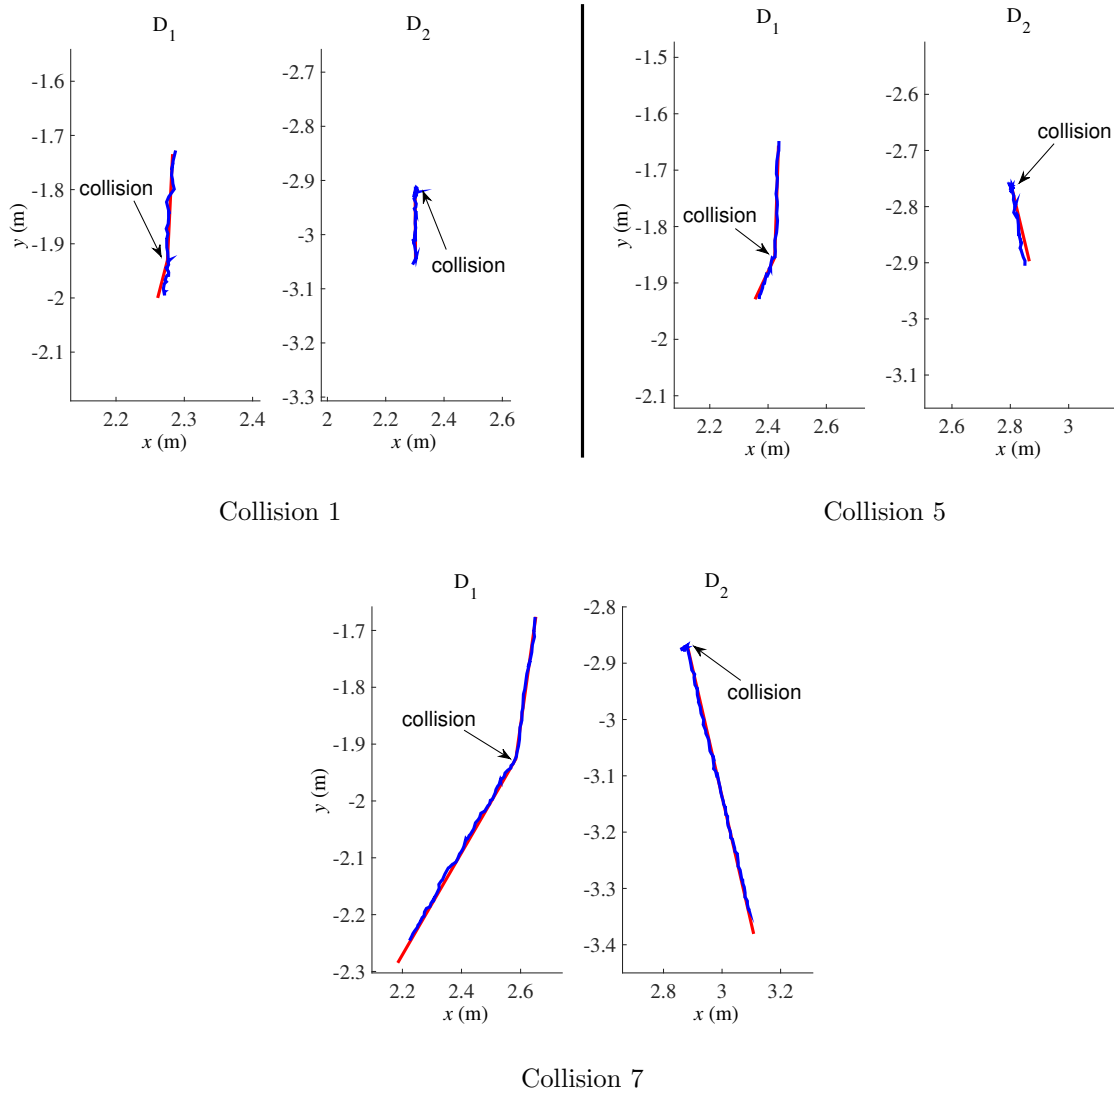 D1
-1.6
-1.7
-1.8
-1.9
-2
-2.1
2.2 2.3 2.4
x (m)
y (m)
collision
D2
-2.7
-2.8
-2.9
-3
-3.1
-3.2
-3.3
2 2.2 2.4 2.6
x (m)
collision
Collision 1
D1
-1.5
-1.6
-1.7
-1.8
-1.9
-2
-2.1
2.2 2.4 2.6
x (m)
y (m)
collision
D2
-2.6
-2.7
-2.8
-2.9
-3
-3.1
2.6 2.8 3
x (m)
collision
Collision 5
D1
-1.7
-1.8
-1.9
-2
-2.1
-2.2
-2.3
2.2 2.4 2.6
x (m)
y (m)
collision
D2
-2.8
-2.9
-3
-3.1
-3.2
-3.3
-3.4
2.8 3 3.2
x (m)
collision
Collision 7